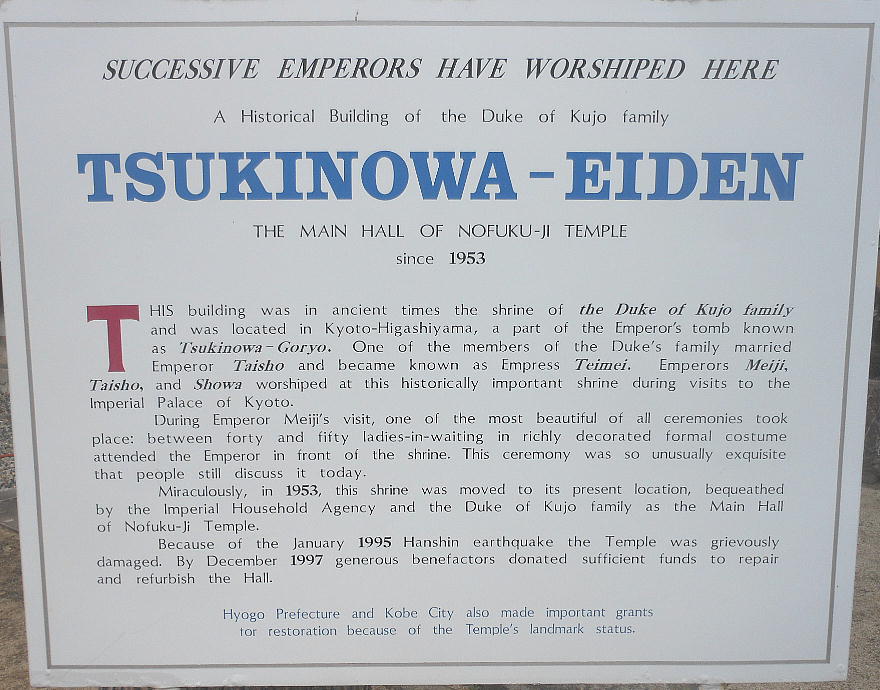 SUCCESSIVE EMPERORS HAVE WORSHIPED HERE
A Historical Building of the Duke of Kujo family
TSUKINOWA-EIDEN
THE MAIN HALL OF NOFUKU-JI TEMPLE
since 1953
THIS building was in ancient times the shrine of the Duke of Kujo family
and was located in Kyoto-Higashiyama, a part of the Emperor's tomb known
as Tsukinowa-Goryo. One of the members of the Duke's family married
Emperor Taisho and became known as Empress Teimei. Emperors Meiji,
Taisho, and Showa worshiped at this historically important shrine during visits to the
Imperial Palace of Kyoto.
During Emperor Meiji's visit, one of the most beautiful of all ceremonies took
place: between forty and fifty ladies-in-waiting in richly decorated formal costume
attended the Emperor in front of the shrine. This ceremony was so unusually exquisite
that people still discuss it today.
Miraculously, in 1953, this shrine was moved to its present location, bequeathed
by the Imperial Household Agency and the Duke of Kujo family as the Main Hall
of Nofuku-Ji Temple.
Because of the January 1995 Hanshin earthquake the Temple was grievously
damaged. By December 1997 generous benefactors donated sufficient funds to repair
and refurbish the Hall.
Hyogo Prefecture and Kobe City also made important grants
for restoration because of the Temple's landmark status.